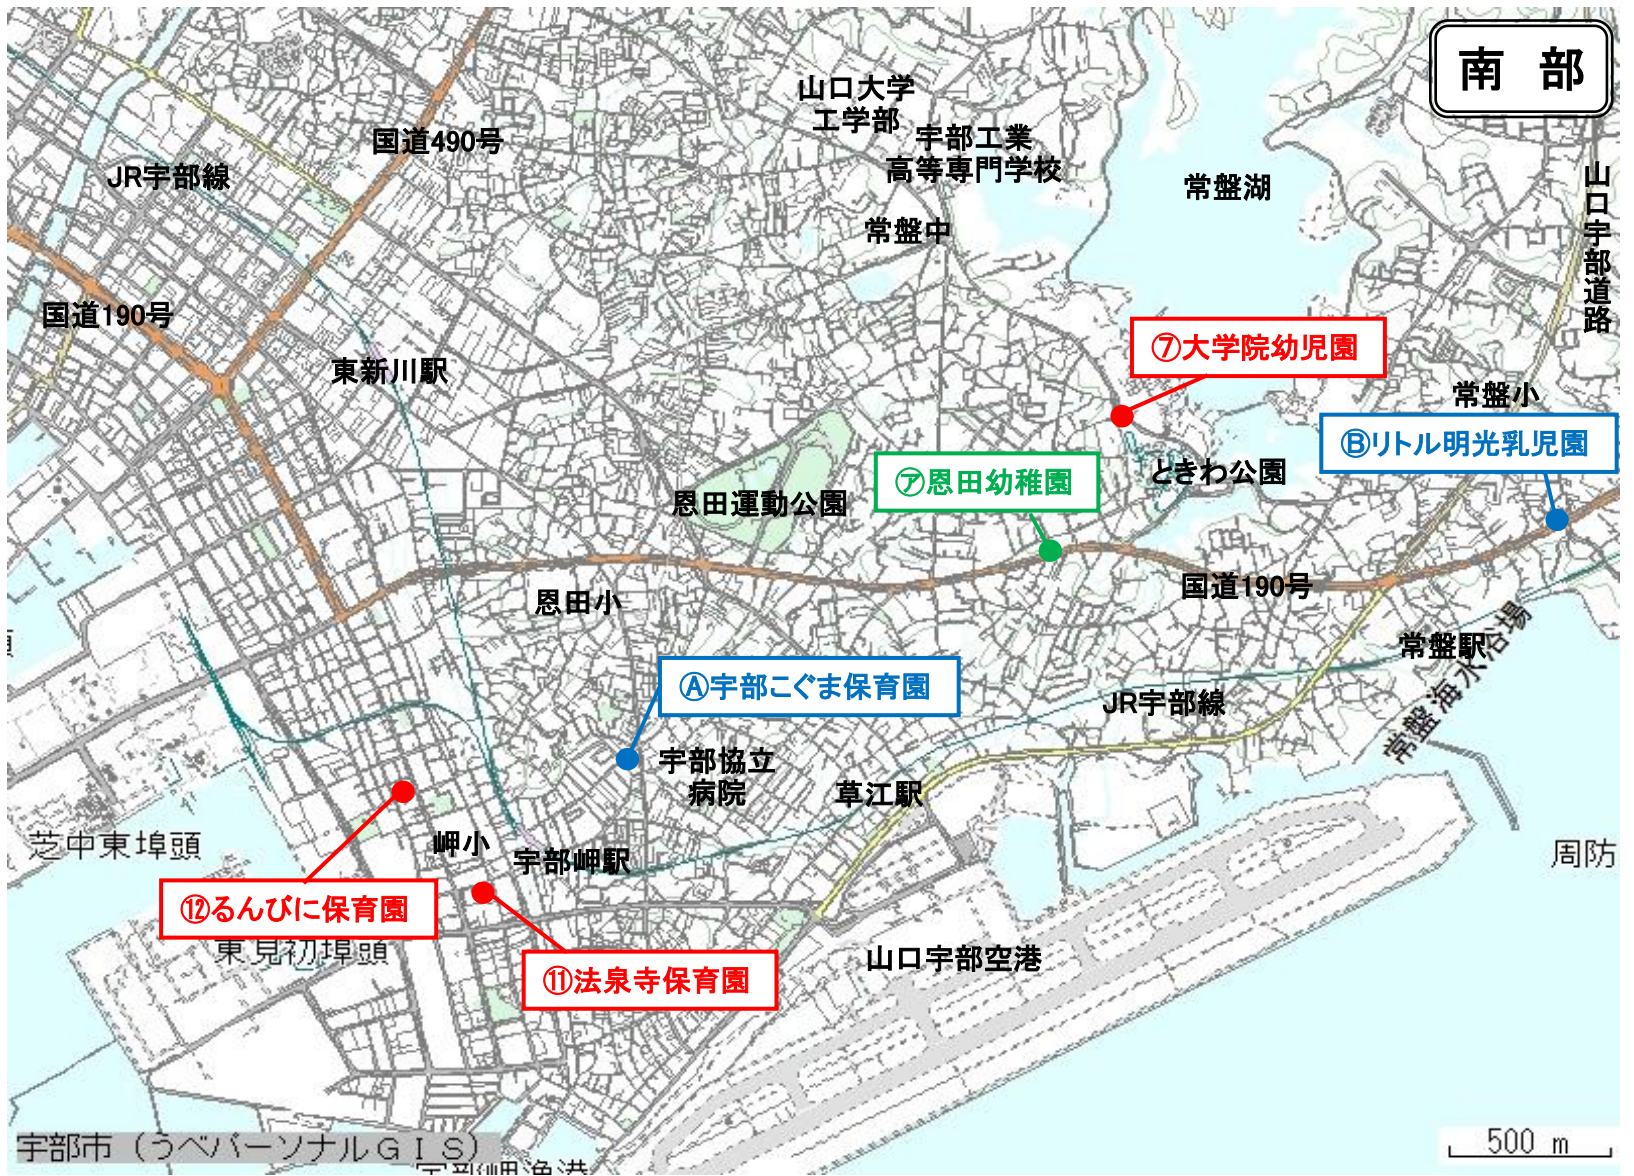 南 部
山口大学
工学部
宇部工業
高等専門学校
国道490号
JR宇部線
常盤湖
山口宇部道路
常盤中
国道190号
⑦大学院幼児園
東新川駅
常盤小
Ⓑリトル明光乳児園
ときわ公園
㋐恩田幼稚園
恩田運動公園
国道190号
恩田小
常盤駅
常盤海水浴場
Ⓐ宇部こぐま保育園
JR宇部線
宇部協立
病院
草江駅
芝中東埠頭
岬小
宇部岬駅
周防
⑫るんびに保育園
東見初埠頭
山口宇部空港
⑪法泉寺保育園
宇部市（うべパーソナルGIS）
500 m
宇部岬漁港